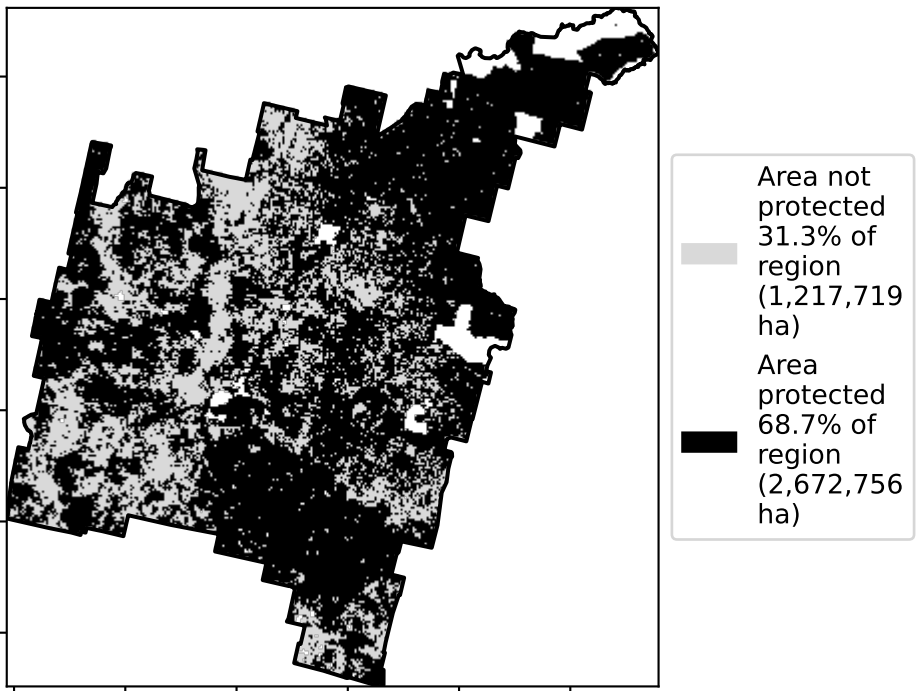 Area not
protected
31.3% of
region
(1,217,719
ha)
Area
protected
68.7% of
region
(2,672,756
ha)